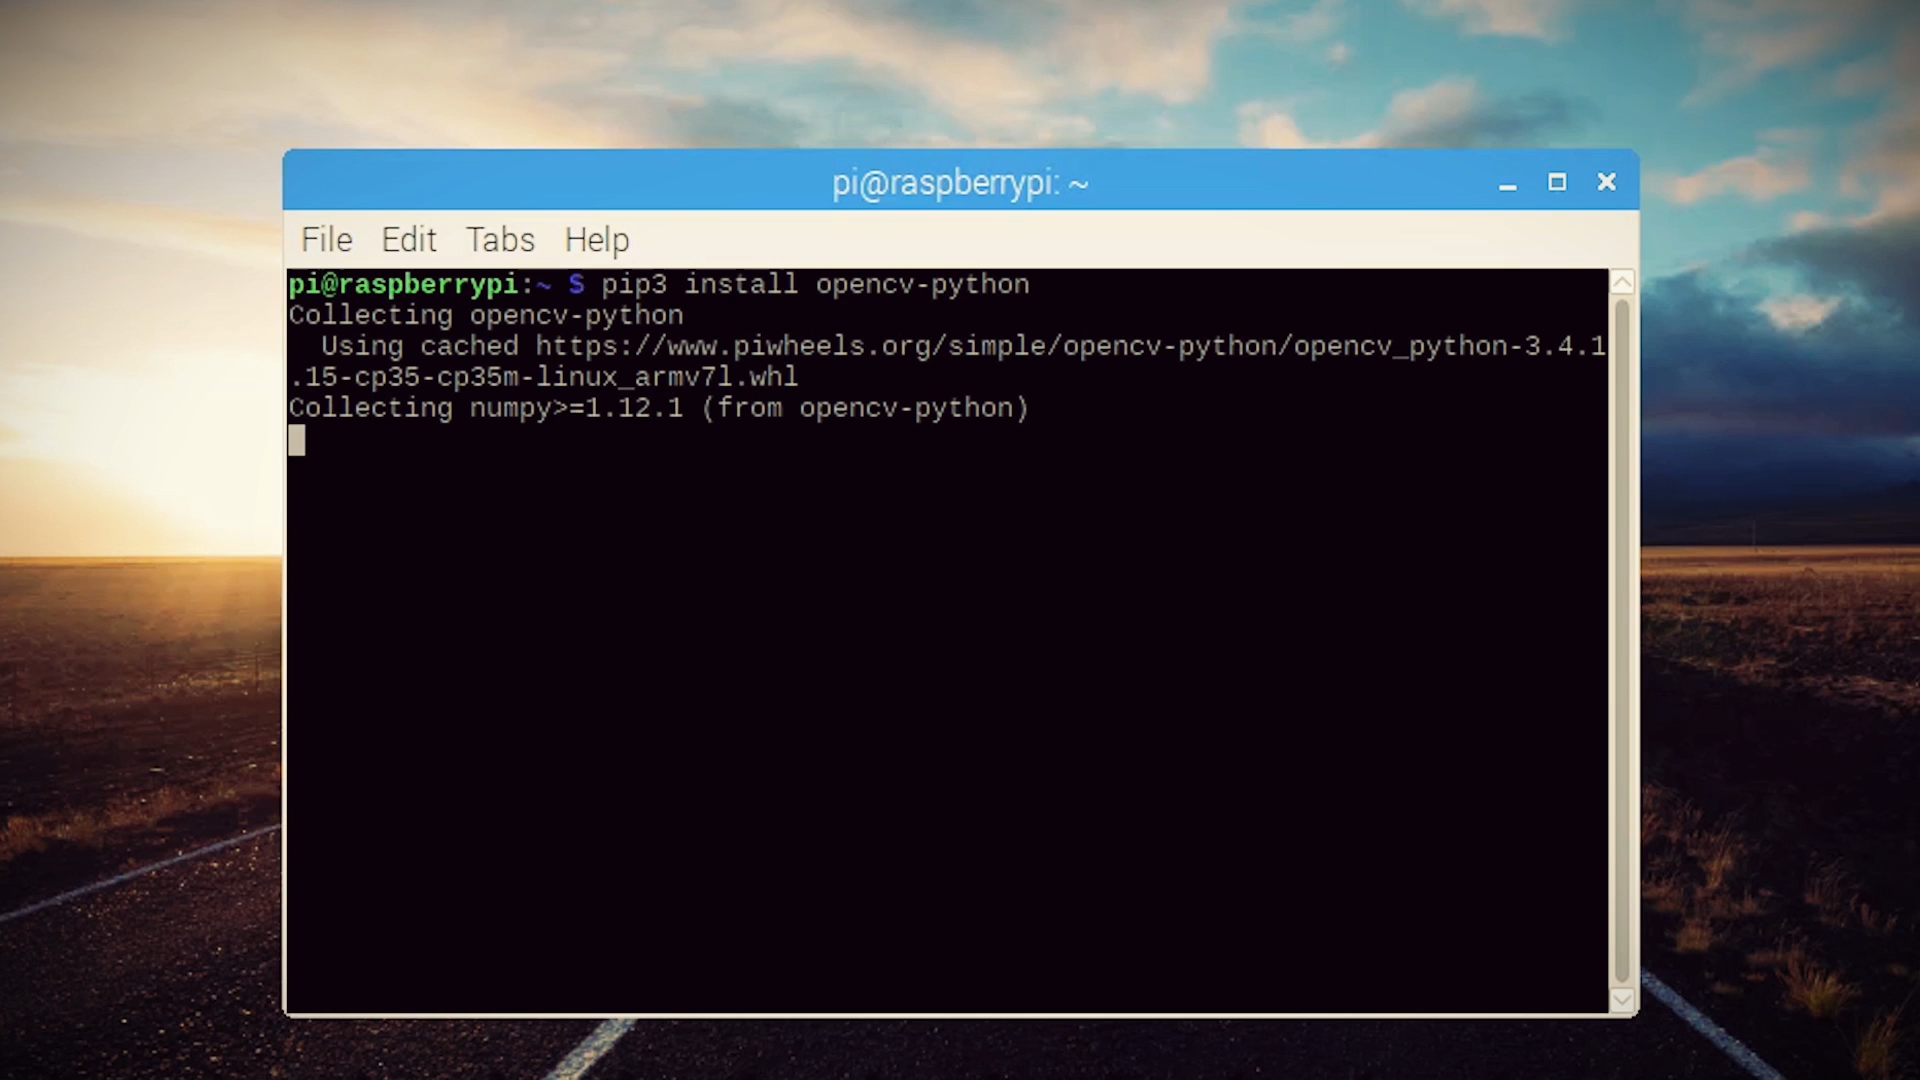 pi@raspberrypi: ~
File Edit Tabs Help
pi@raspberrypi:~ $ pip3 install opencv-python
Collecting opencv-python
  Using cached https://www.piwheels.org/simple/opencv-python/opencv_python-3.4.1
.15-cp35-cp35m-linux_armv7l.whl
Collecting numpy>=1.12.1 (from opencv-python)